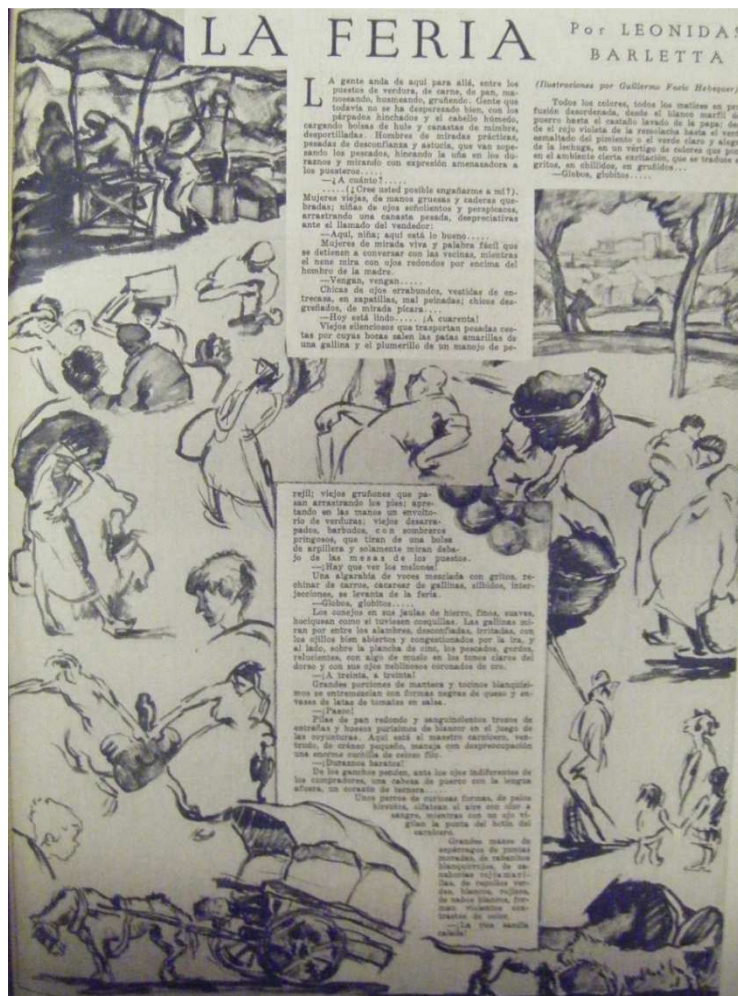 LA FERIA
Por LEONIDAS
BARLETTA
LA gente anda de aquí para allá, entre los
puestos de verdura, de carne, de pan, ma-
noseando, husmeando, gruñendo. Gente que
todavía no se ha desperezado bien, con los
párpados hinchados y el cabello húmedo,
cargando bolsas de hule y canastas de mimbre,
desportilladas. Hombres de miradas prácticas,
pesadas de desconfianza y astucia, que van sope-
sando los pescados, hincando la uña en los du-
raznos y mirando con expresión amenazadora a
los puesteros.....
—¿A cuánto?.....
.....(¿Cree usted posible engañarme a mí?).
Mujeres viejas, de manos gruesas y caderas que-
bradas; niñas de ojos soñolientos y perspicaces,
arrastrando una canasta pesada, despreciativas
ante el llamado del vendedor:
—Aquí, niña; aquí está lo bueno.....
Mujeres de mirada viva y palabra fácil que
se detienen a conversar con las vecinas, mientras
el nene mira con ojos redondos por encima del
hombro de la madre.
—Vengan, vengan.....
Chicas de ojos errabundos, vestidas de en-
trecasa, en zapatillas, mal peinadas; chicos des-
greñados, de mirada pícara....
—Hoy está lindo..... ¡A cuarenta!
Viejos silenciosos que trasportan pesadas ces-
tas por cuyas bocas salen las patas amarillas de
una gallina y el plumerillo de un manojo de pe-
rejil; viejos gruñones que pa-
san arrastrando los pies; apre-
tando en las manos un envolto-
rio de verduras; viejos desarra-
pados, barbudos, con sombreros
pringosos, que tiran de una bolsa
de arpillera y solamente miran deba-
jo de las mesas de los puestos.
—¡Hay que ver los melones!
Una algarabía de voces mezclada con gritos, re-
chinar de carros, cacarear de gallinas, silbidos, inter-
jecciones, se levanta de la feria.
—Globos, globitos.....
Los conejos en sus jaulas de hierro, finos, suaves,
hociquean como si tuviesen cosquillas. Las gallinas mi-
ran por entre los alambres, desconfiadas, irritadas, con
los ojillos bien abiertos y congestionados por la ira, y
al lado, sobre la plancha de cinc, los pescados, gordos,
relucientes, con algo de muslo en los tonos claros del
dorso y con sus ojos neblinosos coronados de oro.
—¡A treinta, a treinta!
Grandes porciones de manteca y tocinos blanquísi-
mos se entremezclan con formas negras de queso y en-
vases de latas de tomates en salsa.
—¡Pasee!
Pilas de pan redondo y sanguinolentos trozos de
entrañas y huesos purísimos de blancor en el juego de
las coyunturas. Aquí está el maestro carnicero, ven-
trudo, de cráneo pequeño, maneja con despreocupación
una enorme cuchilla de filo.
—¡Duraznos baratos!
De los ganchos penden, ante los ojos indiferentes de
los compradores, una cabeza de puerco con la lengua
afuera, un corazón de ternera.....
Unos perros de curiosas formas, de pelos
hirsutos, olfatean el aire con olor a
sangre, mientras con un ojo vi-
gilan la punta del botín del
carnicero.
Grandes mazos de
espárragos de puntas
moradas, de rabanitos
blanquirrojos, de za-
nahorias
de repollos ver-
des, blancos, rojizos,
de nabos blancos, for-
man violentos con-
trastes de color.
—¡La rica sandía
calada!
(Ilustraciones por Guillermo Facio Hebequer)
Todos los colores, todos los matices en pro-
fusión desordenada, desde el blanco marfil del
puerro hasta el castaño lavado de la papa; des-
de el rojo violeta de la remolacha hasta el verde
esmaltado del pimiento o el verde claro y alegre
de la lechuga, en un vértigo de colores que pone
en el ambiente cierta excitación, que se traduce en
gritos, en chillidos, en gruñidos...
—Globos, globitos.....